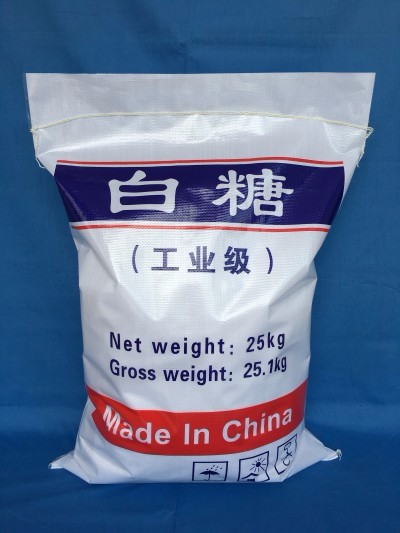 白糖
(工业级)
Net weight: 25kg
Gross weight: 25.1kg
Made In China